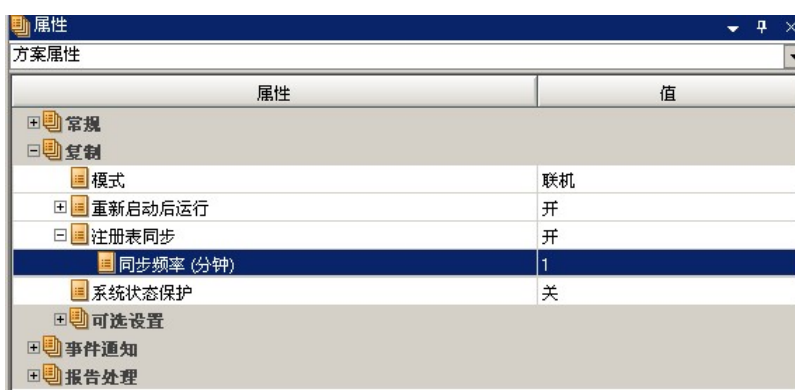 属性
方案属性
属性 值
常规
复制
模式 联机
重新启动后运行 开
注册表同步 开
同步频率 (分钟) 1
系统状态保护 关
可选设置
事件通知
报告处理